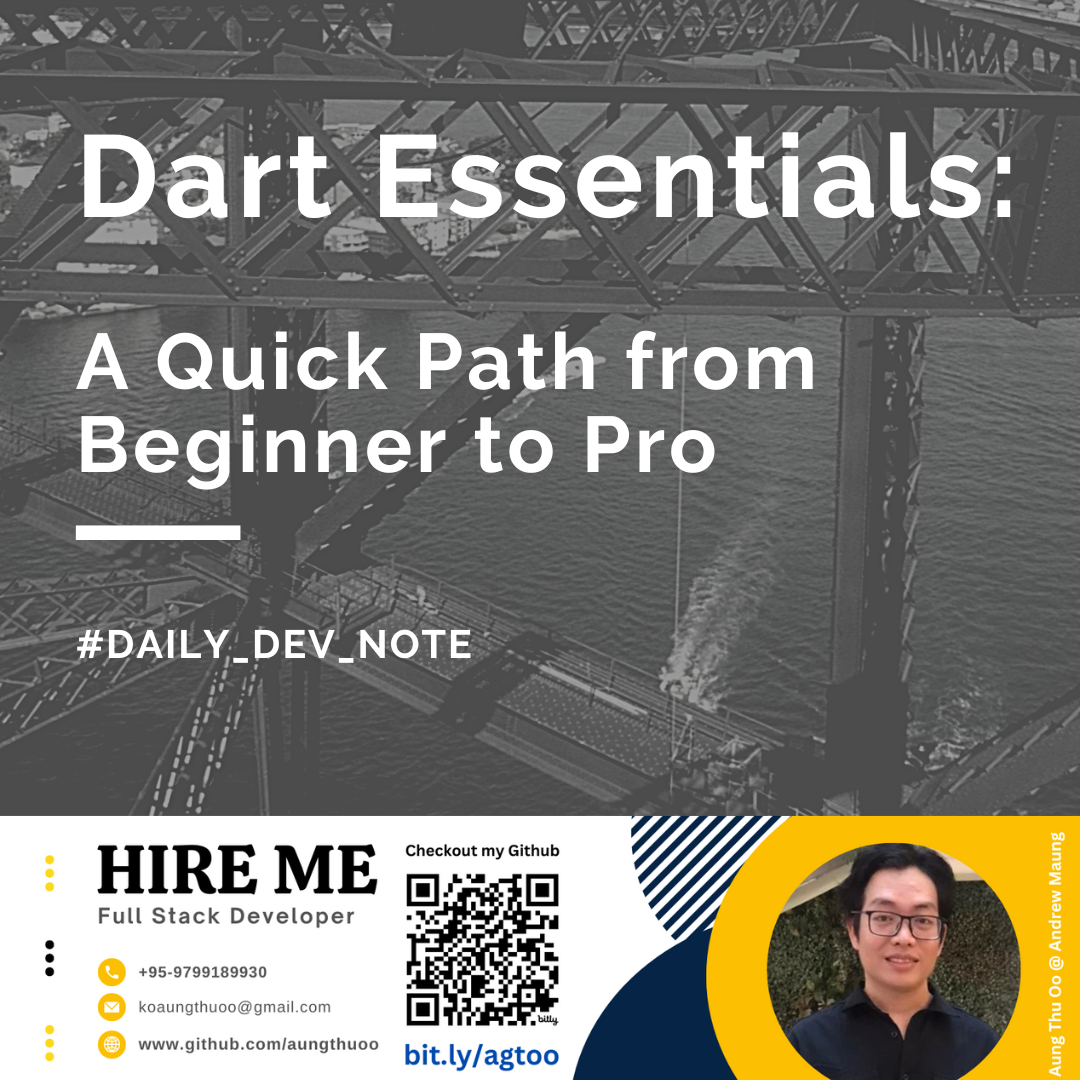 Dart Essentials:
A Quick Path from
Beginner to Pro
#DAILY_DEV_NOTE
HIRE ME
Full Stack Developer
+95-9799189930
koaungthuoo@gmail.com
www.github.com/aungthuoo
Checkout my Github
bitly
bit.ly/agtoo
Aung Thu Oo @ Andrew Maung